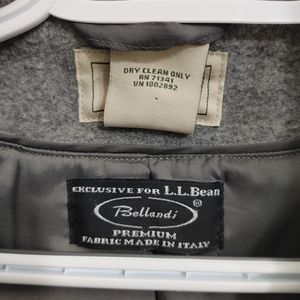 DRY CLEAN ONLY
RN 71341
UN 1002892
EXCLUSIVE FOR L.L.Bean
Bellandi ®
PREMIUM
FABRIC MADE IN ITALY